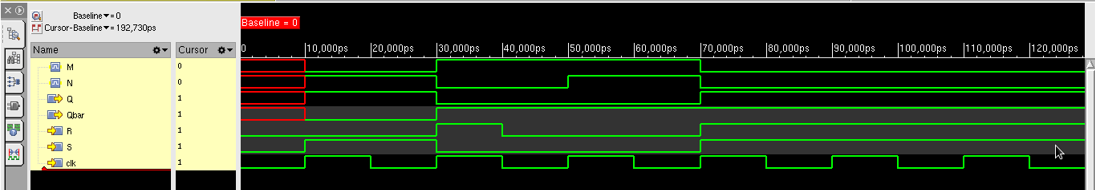 Baseline ▾ = 0
Cursor-Baseline ▾ = 192,730ps
Baseline = 0
Name Cursor 0 10,000ps 20,000ps 30,000ps 40,000ps 50,000ps 60,000ps 70,000ps 80,000ps 90,000ps 100,000ps 110,000ps 120,000ps
M 0
N 0
Q 1
Qbar 1
R 1
S 1
clk 1